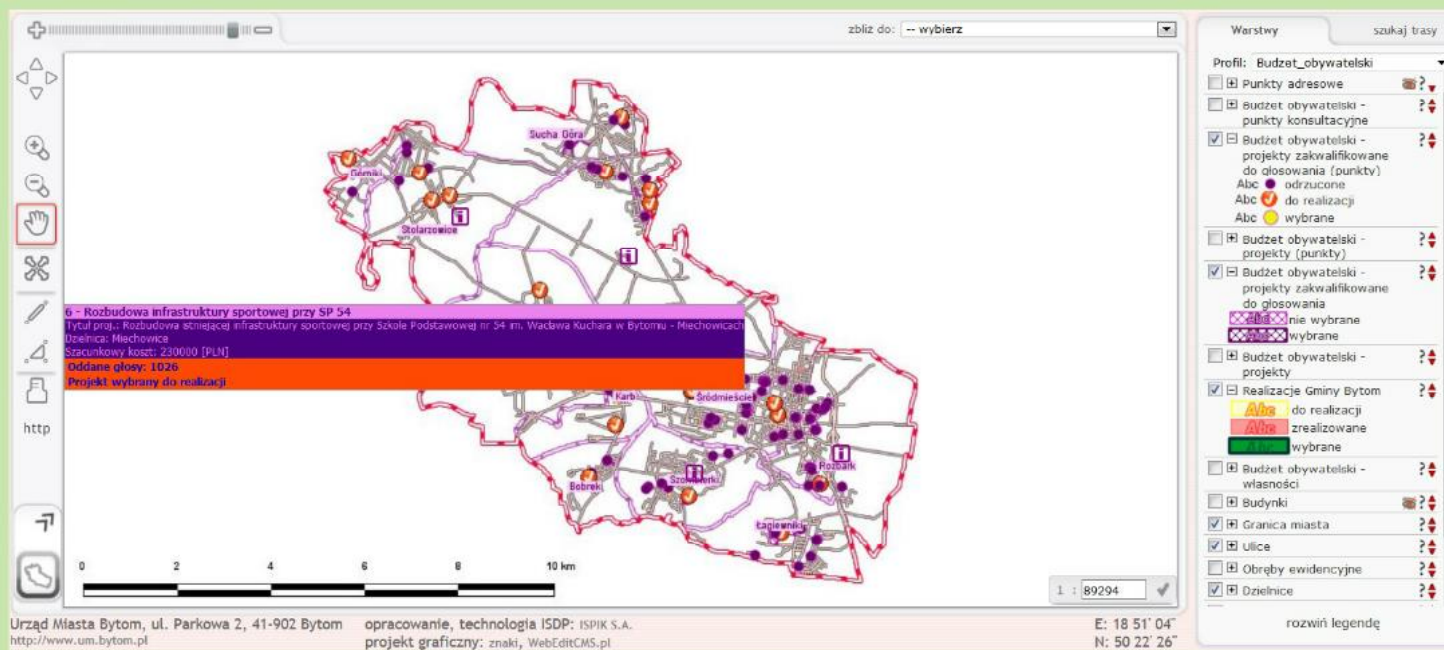 zbliż do: -- wybierz
Sucha Góra
Górniki
Stolarzowice
6 - Rozbudowa infrastruktury sportowej przy SP 54
Tytuł proj.: Rozbudowa istniejącej infrastruktury sportowej przy Szkole Podstawowej nr 54 im. Wacława Kuchara w Bytomiu - Miechowicach
Dzielnica: Miechowice
Szacunkowy koszt: 230000 [PLN]
Oddane głosy: 1026
Projekt wybrany do realizacji
Karb
Śródmieście
Rozbark
Bobrek
Szombierki
Łagiewniki
0 2 4 6 8 10 km
1 : 89294
http
Warstwy szukaj trasy
Profil: Budzet_obywatelski
Punkty adresowe ?
Budżet obywatelski - ?
punkty konsultacyjne
Budżet obywatelski - ?
projekty zakwalifikowane
do głosowania (punkty)
Abc odrzucone
Abc do realizacji
Abc wybrane
Budżet obywatelski - ?
projekty (punkty)
Budżet obywatelski - ?
projekty zakwalifikowane
do głosowania
Abc nie wybrane
Abc wybrane
Budżet obywatelski - ?
projekty
Realizacje Gminy Bytom ?
Abc do realizacji
Abc zrealizowane
Abc wybrane
Budżet obywatelski - ?
własności
Budynki ?
Granica miasta ?
Ulice ?
Obręby ewidencyjne ?
Dzielnice ?
rozwiń legendę
Urząd Miasta Bytom, ul. Parkowa 2, 41-902 Bytom
http://www.um.bytom.pl
opracowanie, technologia ISDP: ISPIK S.A.
projekt graficzny: znaki, WebEditCMS.pl
E: 18 51' 04"
N: 50 22' 26"